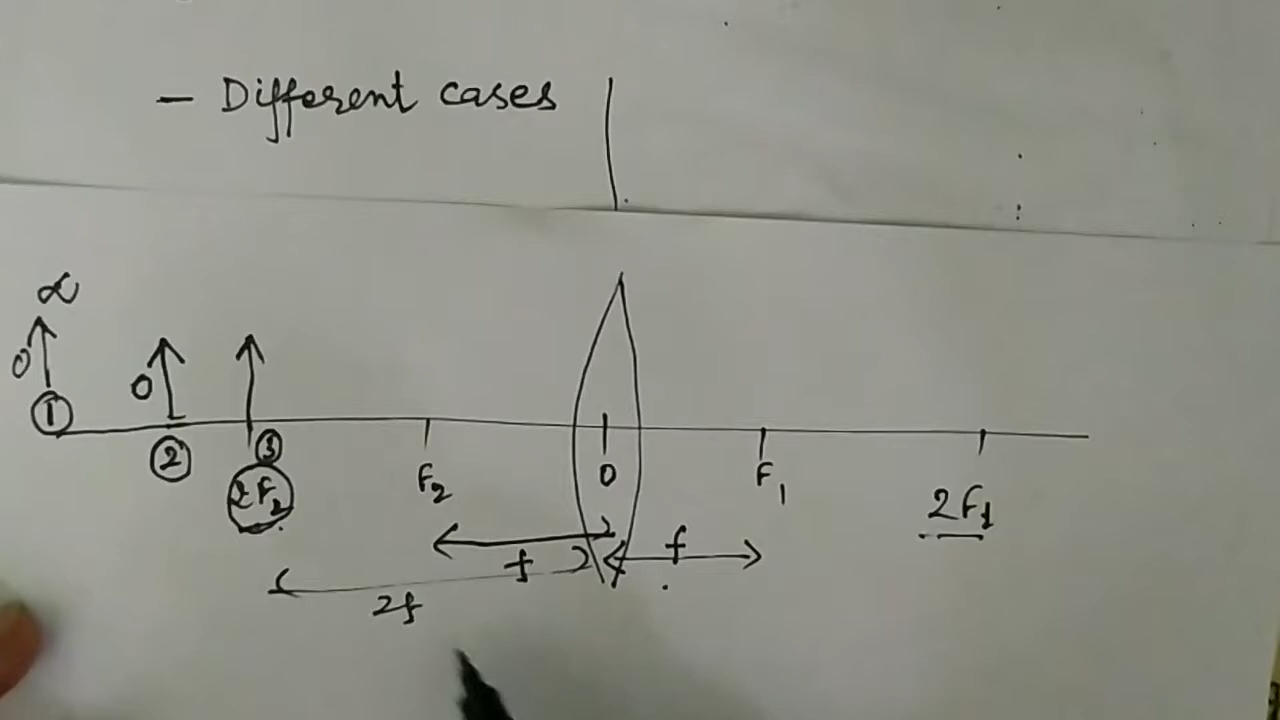 - Different cases
∝
O
O
① ② ③
2F₂ F₂ O F₁ 2F₁
f f
2f